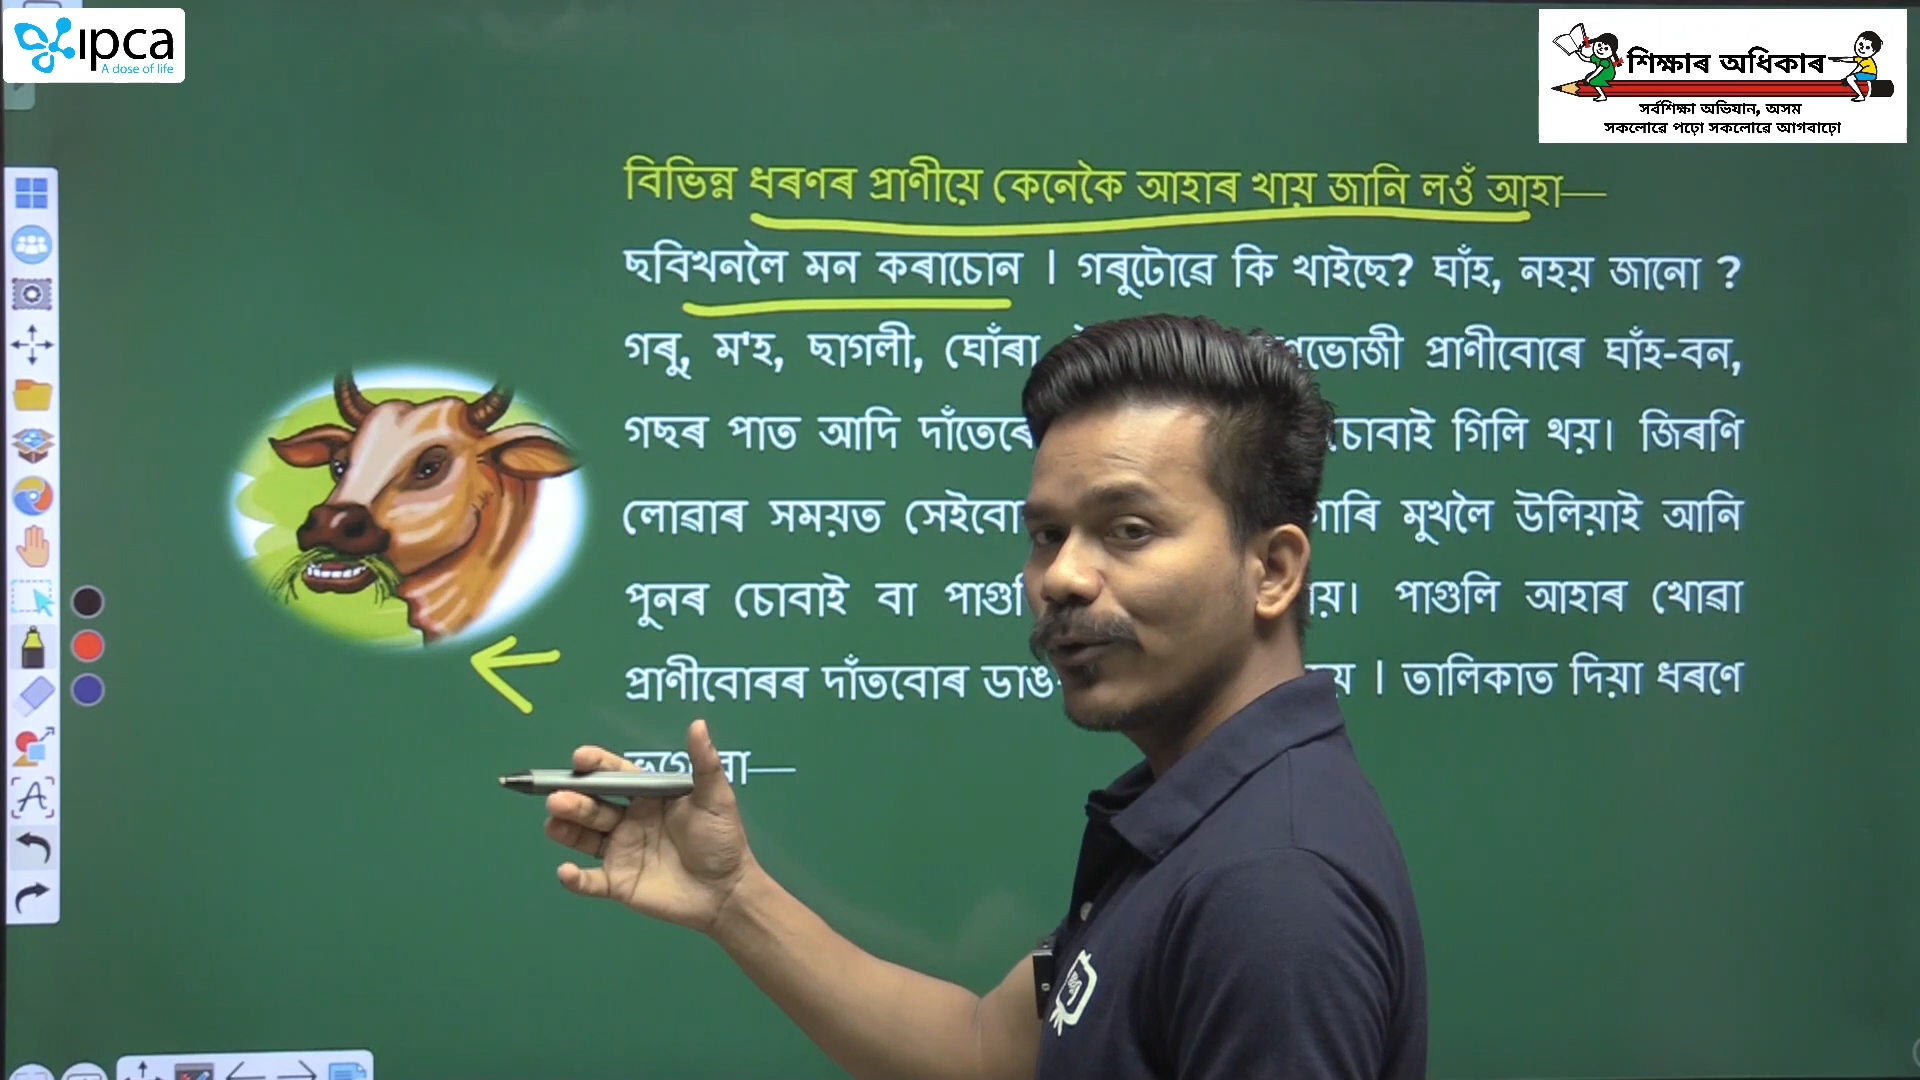 ipca
A dose of life
শিক্ষাৰ অধিকাৰ
সৰ্বশিক্ষা অভিযান, অসম
সকলোৱে পঢ়ো সকলোৱে আগবাঢ়ো
বিভিন্ন ধৰণৰ প্ৰাণীয়ে কেনেকৈ আহাৰ খায় জানি লওঁ আহা—
ছবিখনলৈ মন কৰাচোন । গৰুটোৱে কি খাইছে? ঘাঁহ, নহয় জানো ?
গৰু, ম'হ, ছাগলী, ঘোঁৰা প্ৰাণীবোৰে ঘাঁহ-বন,
গছৰ পাত আদি দাঁতেৰে চোবাই গিলি থয়। জিৰণি
লোৱাৰ সময়ত মুখলৈ উলিয়াই আনি
পুনৰ চোবাই বা পাগুলি আহাৰ খোৱা
প্ৰাণীবোৰৰ দাঁতবোৰ । তালিকাত দিয়া ধৰণে